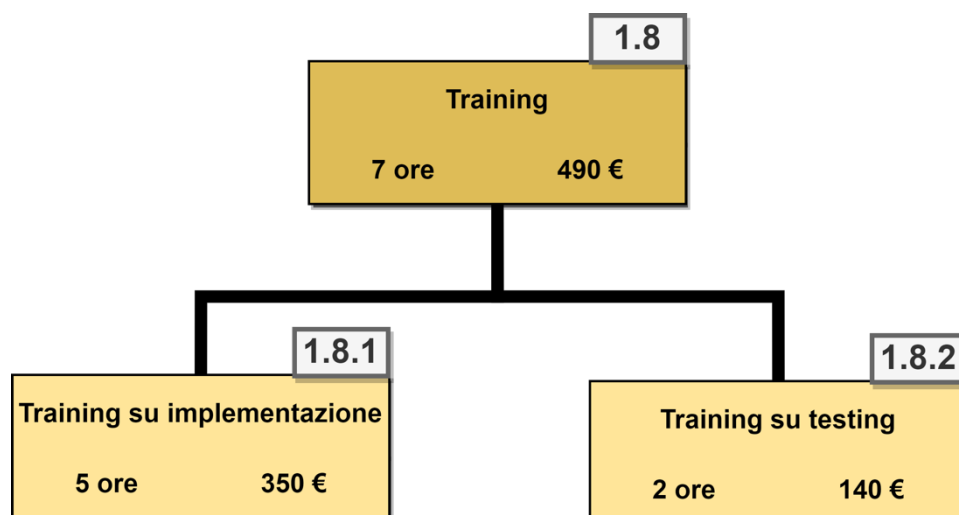 1.8
Training
7 ore 490 €
1.8.1
Training su implementazione
5 ore 350 €
1.8.2
Training su testing
2 ore 140 €